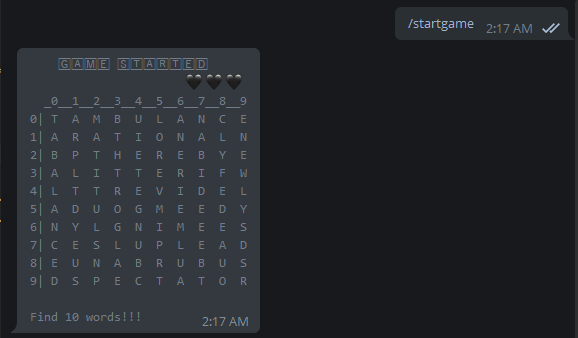 /startgame
2:17 AM
GAME STARTED
_0__1__2__3__4__5__6__7__8__9
0| T A M B U L A N C E
1| A R A T I O N A L N
2| B P T H E R E B Y E
3| A L I T T E R I F W
4| L T T R E V I D E L
5| A D U O G M E E D Y
6| N Y L G N I M E E S
7| C E S L U P L E A D
8| E U N A B R U B U S
9| D S P E C T A T O R
Find 10 words!!!
2:17 AM